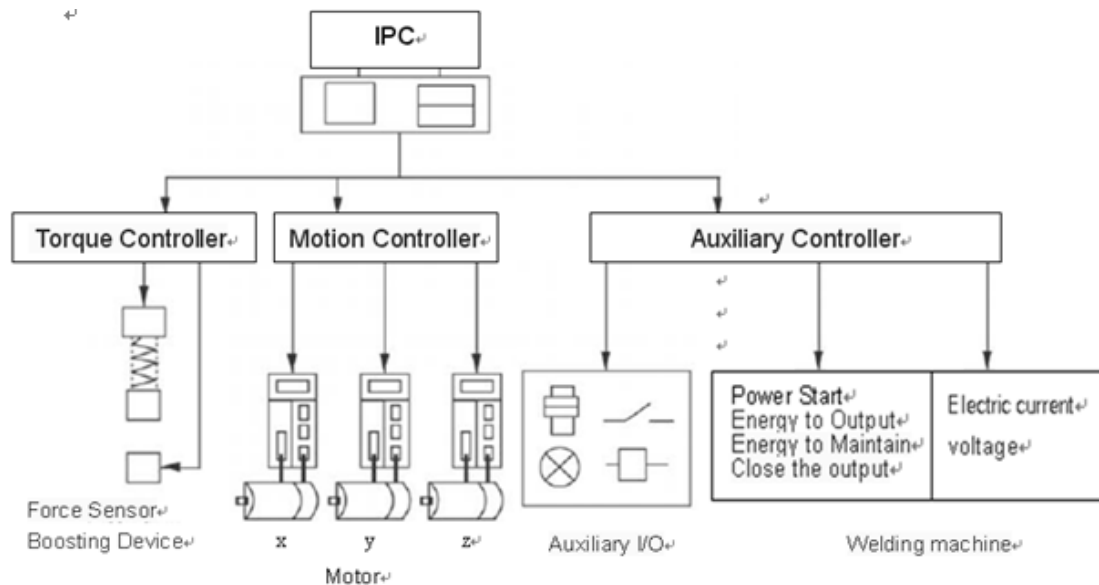 IPC
Torque Controller
Motion Controller
Auxiliary Controller
Power Start
Energy to Output
Energy to Maintain
Close the output
Electric current
voltage
Force Sensor
Boosting Device
x
y
z
Motor
Auxiliary I/O
Welding machine